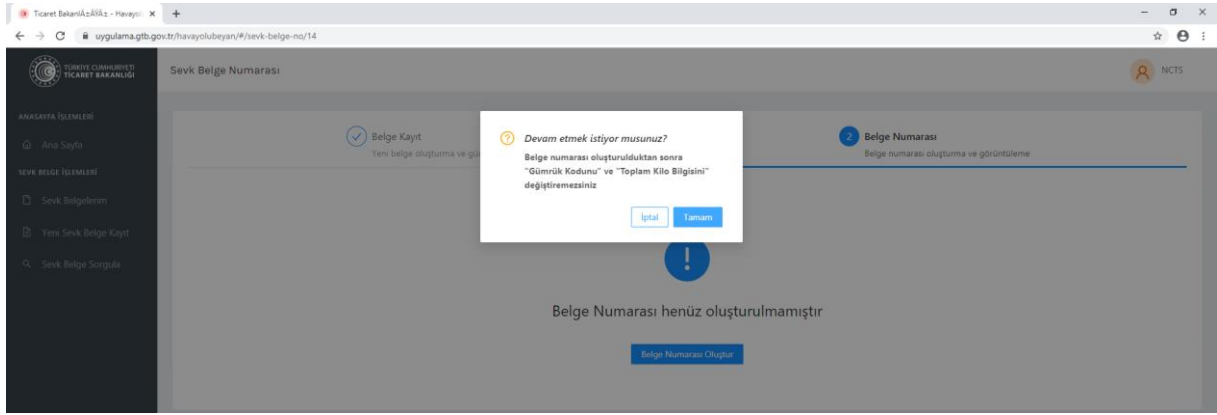 Ticaret BakanlÄ±ÄŸÄ± - Havayol
uygulama.gtb.gov.tr/havayolubeyan/#/sevk-belge-no/14
TÜRKİYE CUMHURİYETİ
TİCARET BAKANLIĞI
Sevk Belge Numarası
NCTS
ANASAYFA İŞLEMLERİ
Ana Sayfa
SEVK BELGE İŞLEMLERİ
Sevk Belgelerim
Yeni Sevk Belge Kayıt
Sevk Belge Sorgula
Belge Kayıt
Yeni belge oluşturma ve gü
2
Belge Numarası
Belge numarası oluşturma ve görüntüleme
Devam etmek istiyor musunuz?
Belge numarası oluşturulduktan sonra
"Gümrük Kodunu" ve "Toplam Kilo Bilgisini"
değiştiremezsiniz
İptal
Tamam
Belge Numarası henüz oluşturulmamıştır
Belge Numarası Oluştur